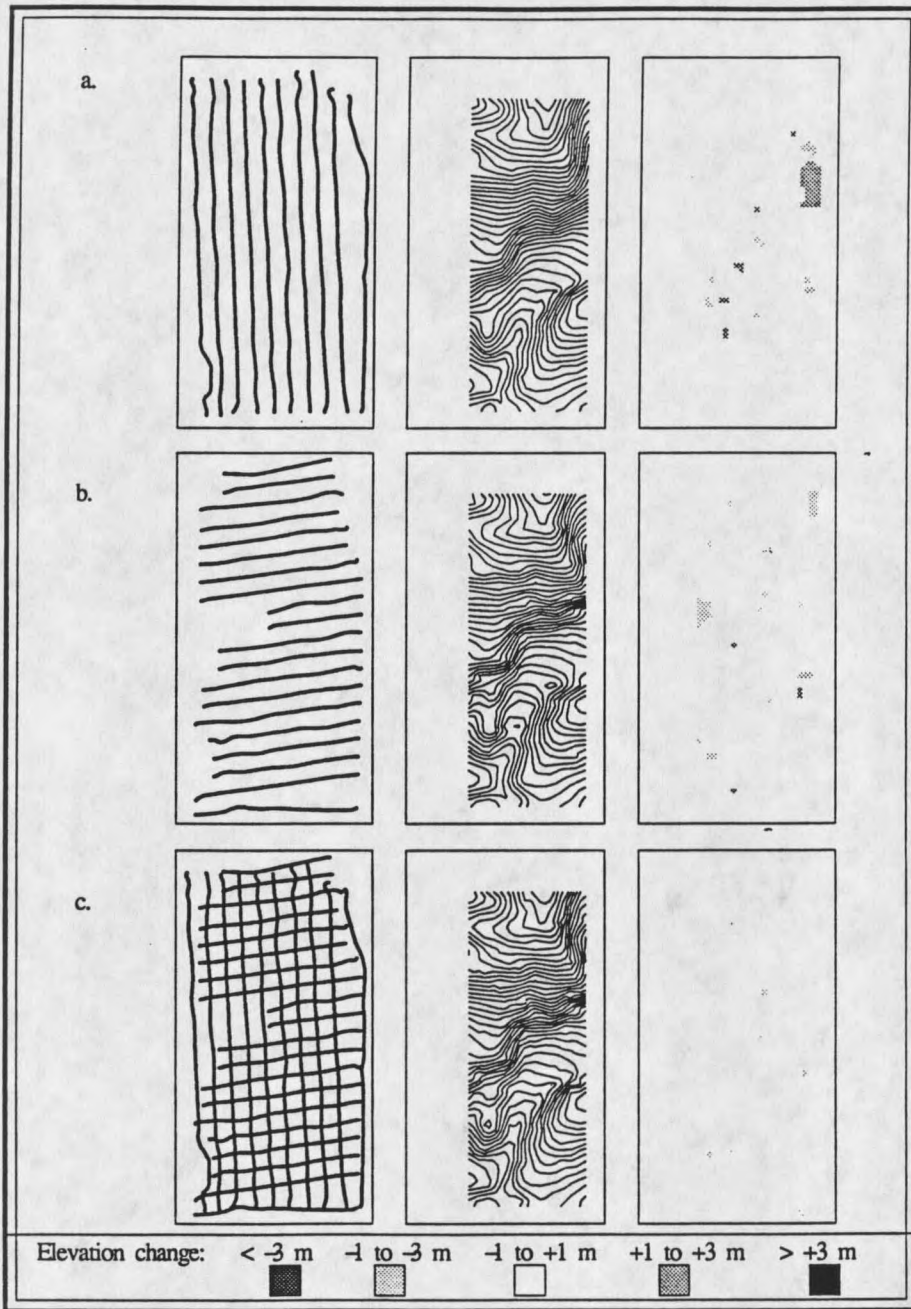 a.
b.
c.
Elevation change: < -3 m -1 to -3 m -1 to +1 m +1 to +3 m > +3 m